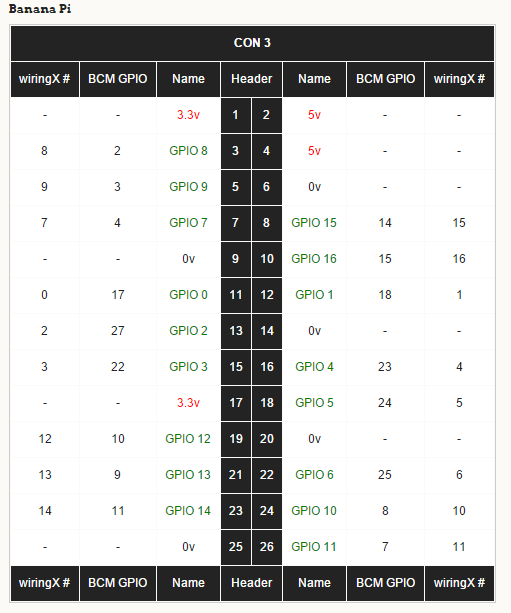 Banana Pi
CON 3
wiringX # BCM GPIO Name Header Name BCM GPIO wiringX #
- - 3.3v 1 2 5v - -
8 2 GPIO 8 3 4 5v - -
9 3 GPIO 9 5 6 0v - -
7 4 GPIO 7 7 8 GPIO 15 14 15
- - 0v 9 10 GPIO 16 15 16
0 17 GPIO 0 11 12 GPIO 1 18 1
2 27 GPIO 2 13 14 0v - -
3 22 GPIO 3 15 16 GPIO 4 23 4
- - 3.3v 17 18 GPIO 5 24 5
12 10 GPIO 12 19 20 0v - -
13 9 GPIO 13 21 22 GPIO 6 25 6
14 11 GPIO 14 23 24 GPIO 10 8 10
- - 0v 25 26 GPIO 11 7 11
wiringX # BCM GPIO Name Header Name BCM GPIO wiringX #